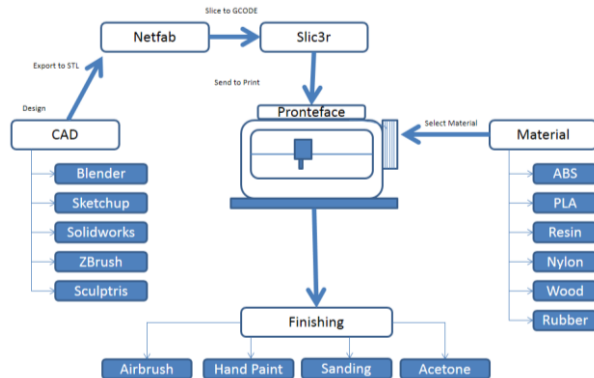 Slice to GCODE
Netfab
Slic3r
Export to STL
Send to Print
Design
Pronteface
CAD
Select Material
Material
Blender
Sketchup
Solidworks
ZBrush
Sculptris
ABS
PLA
Resin
Nylon
Wood
Rubber
Finishing
Airbrush
Hand Paint
Sanding
Acetone